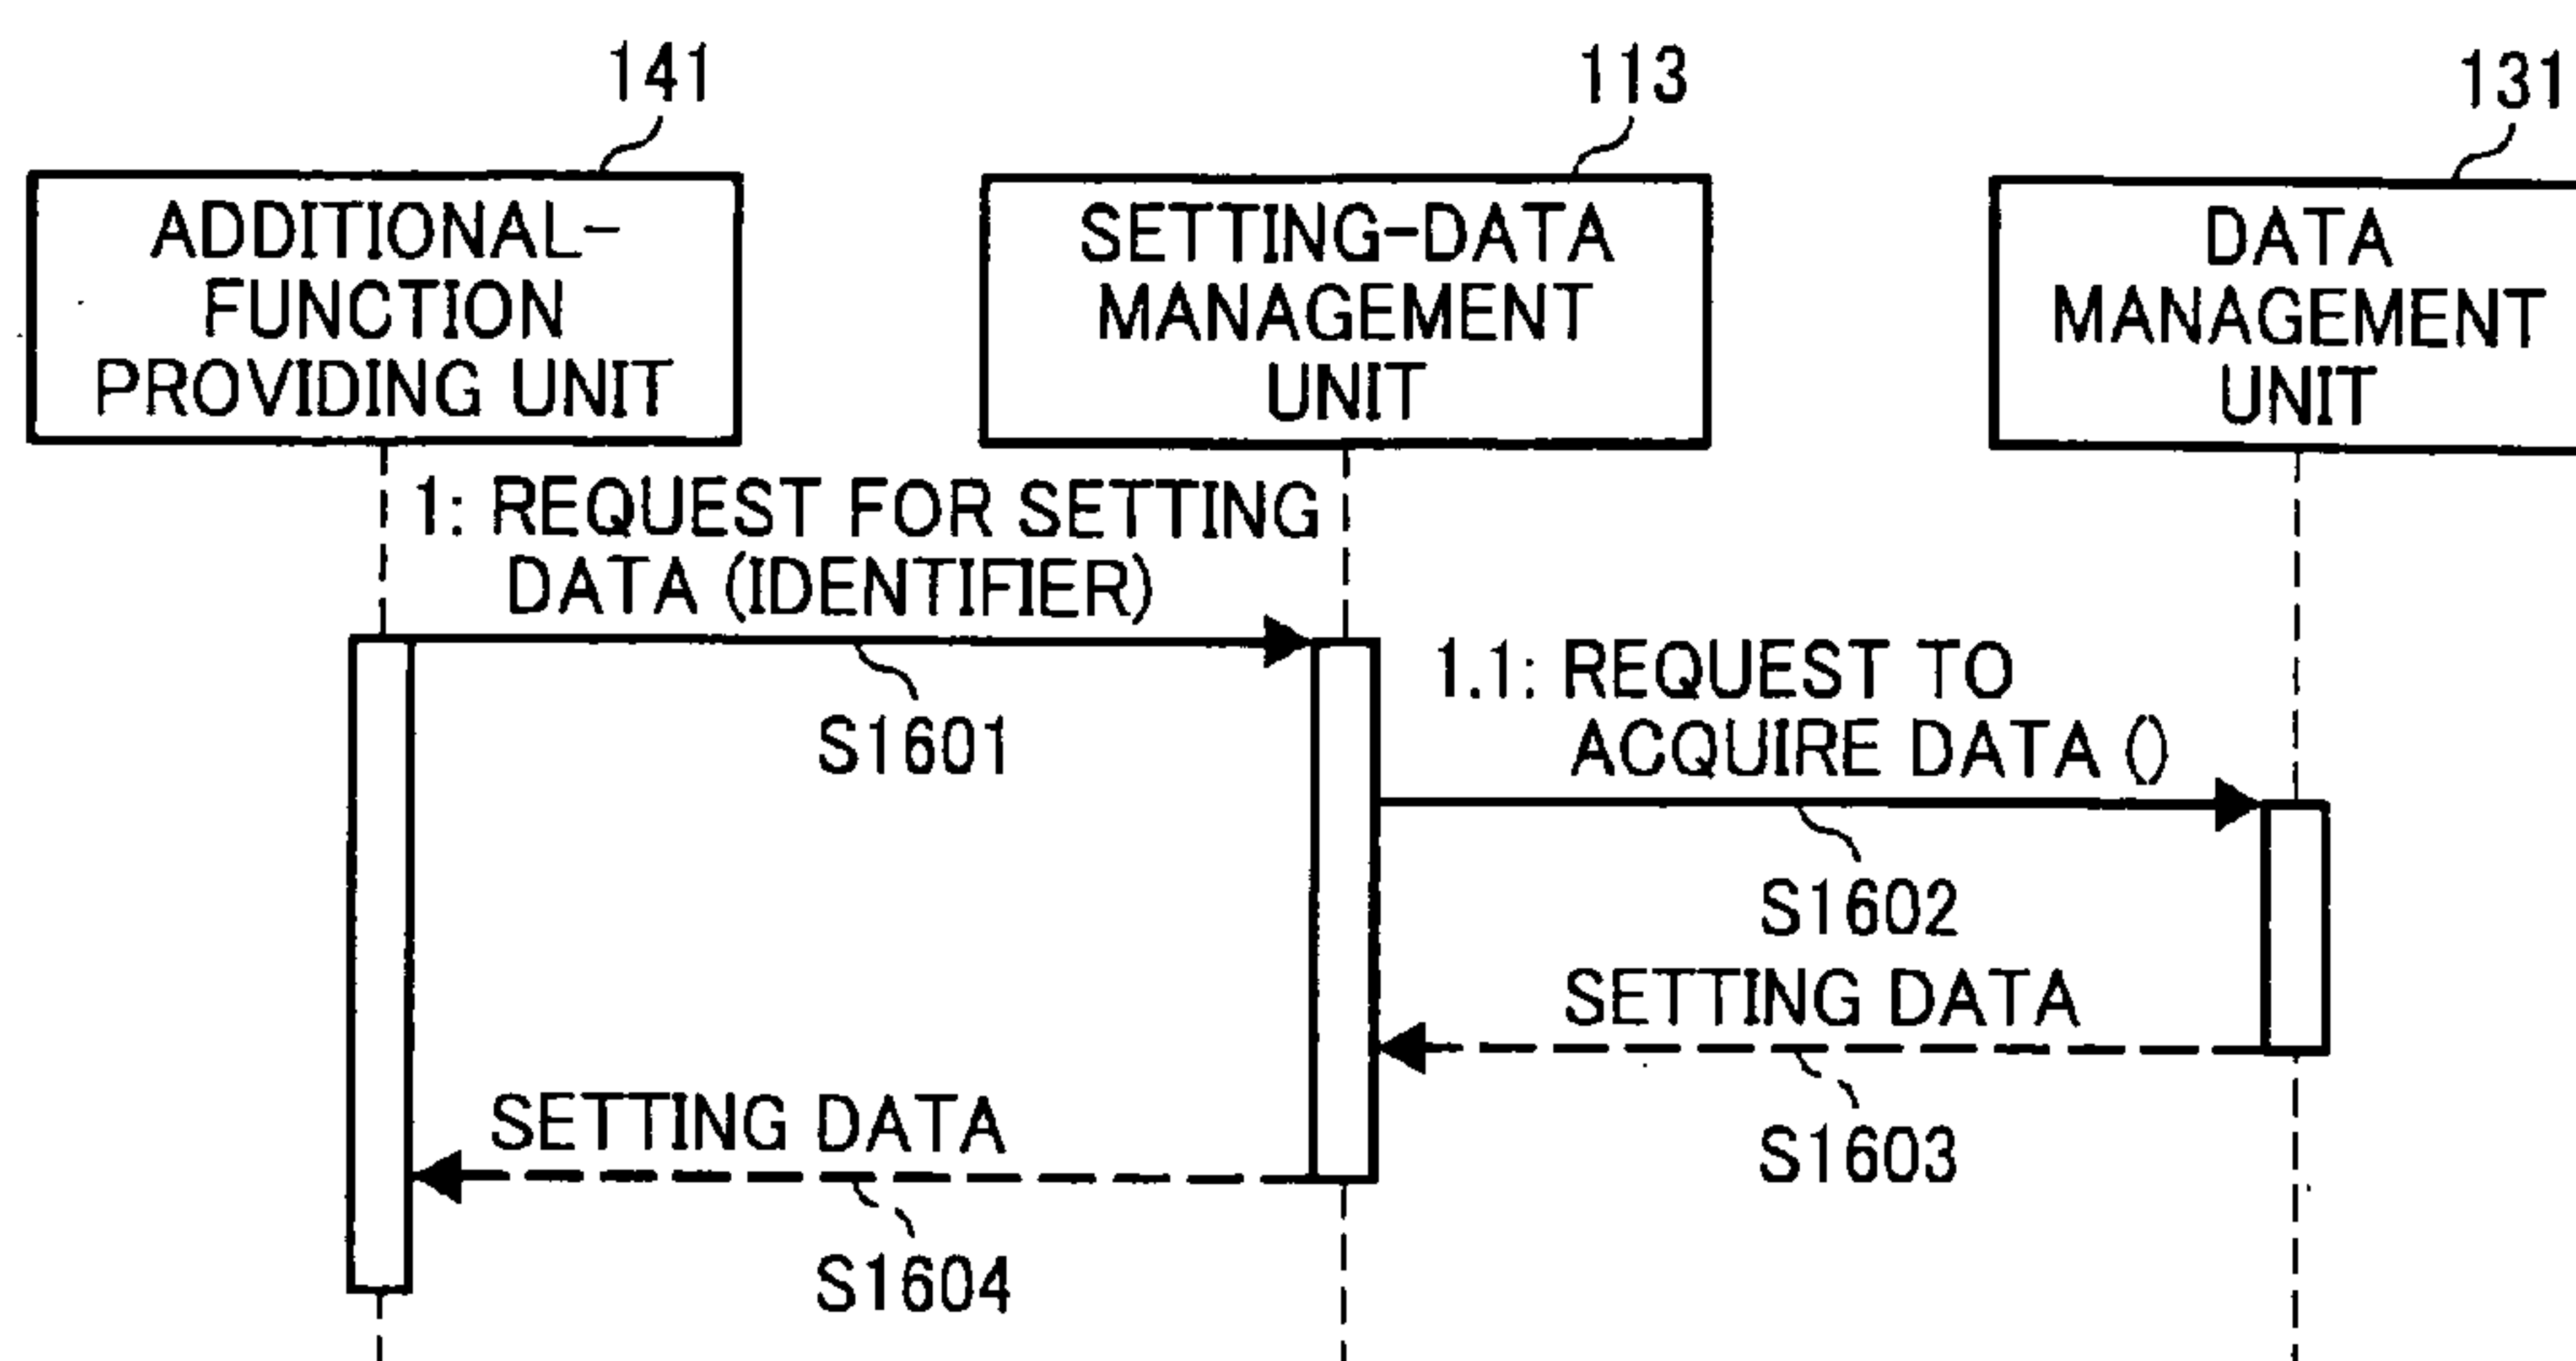 141
113
131
ADDITIONAL-
FUNCTION
PROVIDING UNIT
SETTING-DATA
MANAGEMENT
UNIT
DATA
MANAGEMENT
UNIT
1: REQUEST FOR SETTING
DATA (IDENTIFIER)
S1601
1.1: REQUEST TO
ACQUIRE DATA ()
S1602
SETTING DATA
S1603
SETTING DATA
S1604